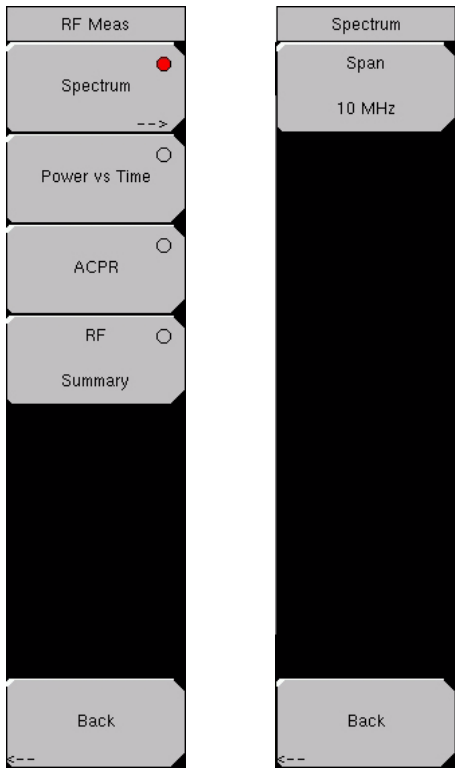 RF Meas
Spectrum
-->
Power vs Time
ACPR
RF
Summary
Back
<--
Spectrum
Span
10 MHz
Back
<--